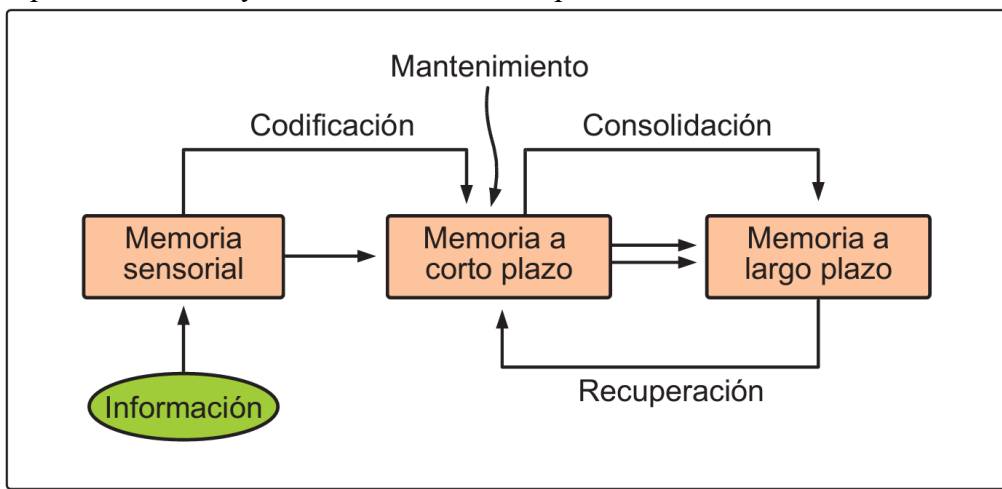 Mantenimiento
Codificación
Consolidación
Memoria
sensorial
Memoria a
corto plazo
Memoria a
largo plazo
Información
Recuperación